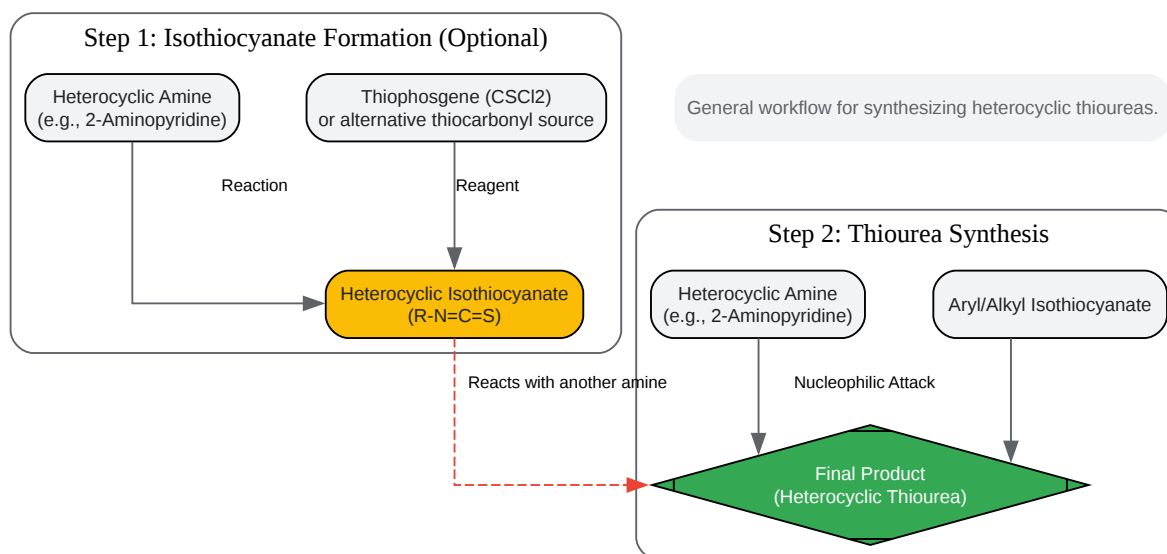 Step 1: Isothiocyanate Formation (Optional)
Heterocyclic Amine
(e.g., 2-Aminopyridine)
Thiophosgene (CSCl2)
or alternative thiocarbonyl source
General workflow for synthesizing heterocyclic thioureas.
Reaction
Reagent
Heterocyclic Isothiocyanate
(R-N=C=S)
Step 2: Thiourea Synthesis
Heterocyclic Amine
(e.g., 2-Aminopyridine)
Aryl/Alkyl Isothiocyanate
Reacts with another amine
Nucleophilic Attack
Final Product
(Heterocyclic Thiourea)